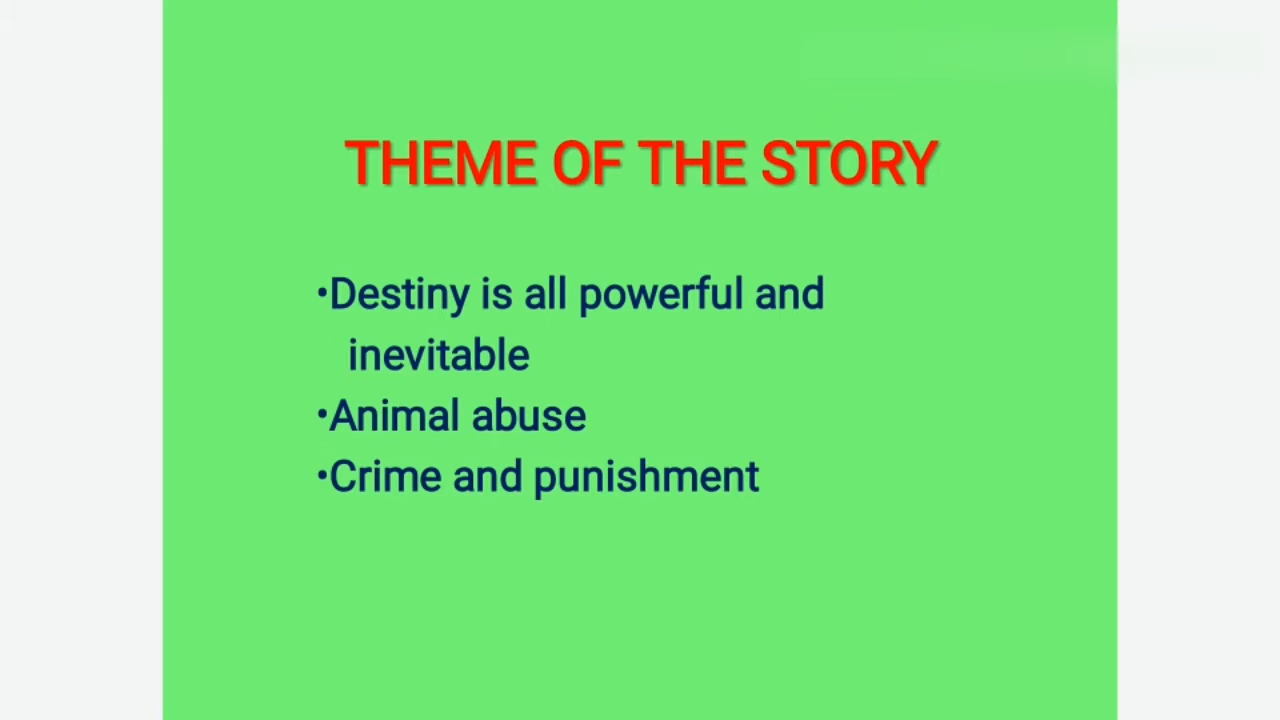 THEME OF THE STORY
•Destiny is all powerful and
inevitable
•Animal abuse
•Crime and punishment